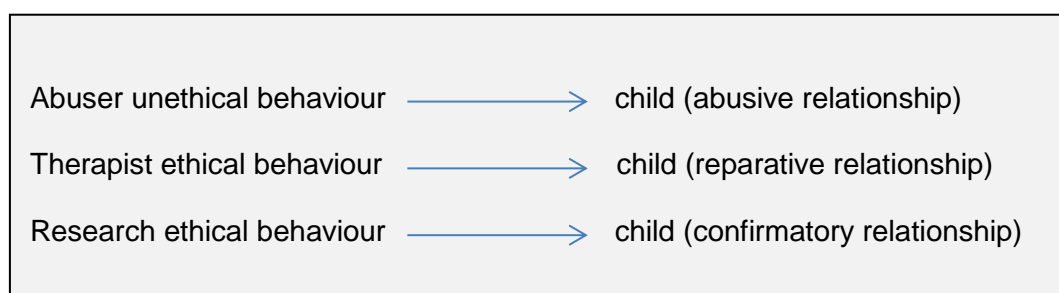 Abuser unethical behaviour child (abusive relationship)
Therapist ethical behaviour child (reparative relationship)
Research ethical behaviour child (confirmatory relationship)